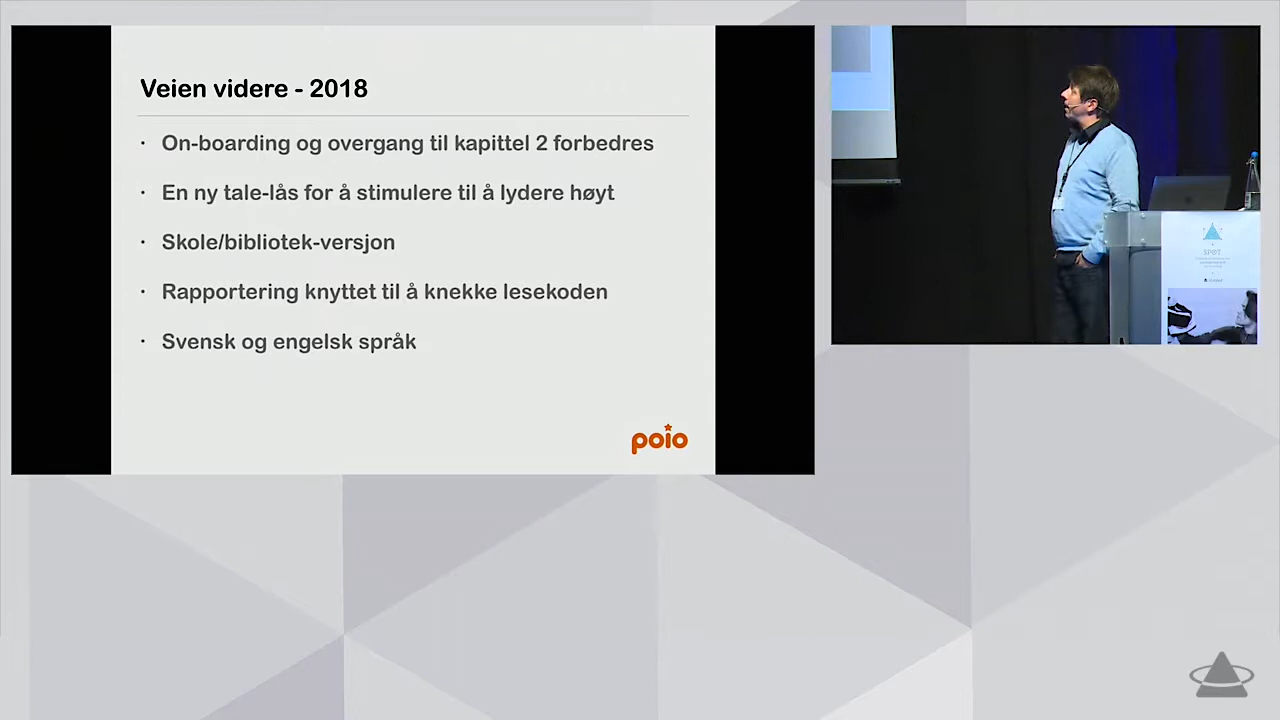 Veien videre - 2018
· On-boarding og overgang til kapittel 2 forbedres
· En ny tale-lås for å stimulere til å lydere høyt
· Skole/bibliotek-versjon
· Rapportering knyttet til å knekke lesekoden
· Svensk og engelsk språk
poio
SPOT